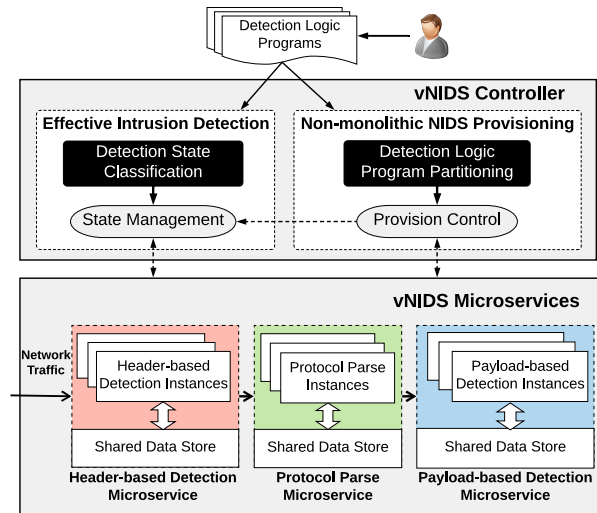 Detection Logic
Programs
vNIDS Controller
Effective Intrusion Detection
Non-monolithic NIDS Provisioning
Detection State
Classification
Detection Logic
Program Partitioning
State Management
Provision Control
vNIDS Microservices
Network
Traffic
Header-based
Detection Instances
Protocol Parse
Instances
Payload-based
Detection Instances
Shared Data Store
Shared Data Store
Shared Data Store
Header-based Detection
Microservice
Protocol Parse
Microservice
Payload-based Detection
Microservice